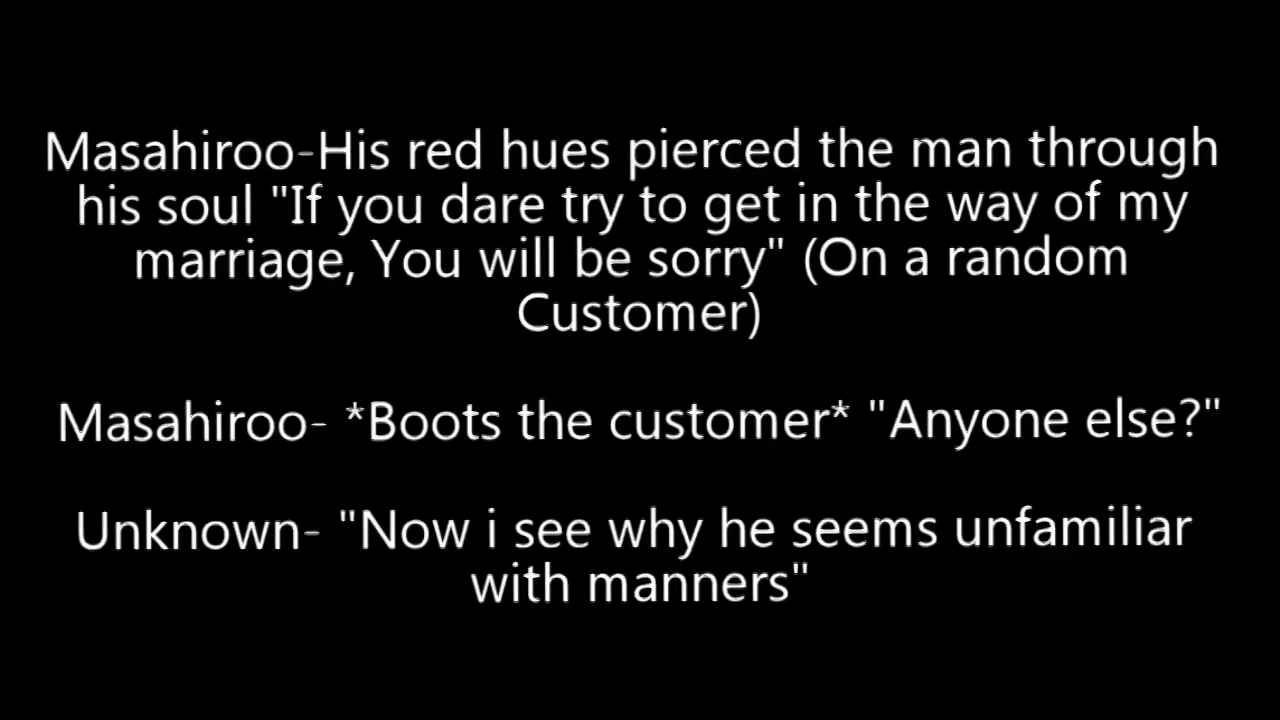 Masahiroo-His red hues pierced the man through
his soul "If you dare try to get in the way of my
marriage, You will be sorry" (On a random
Customer)
Masahiroo- *Boots the customer* "Anyone else?"
Unknown- "Now i see why he seems unfamiliar
with manners"